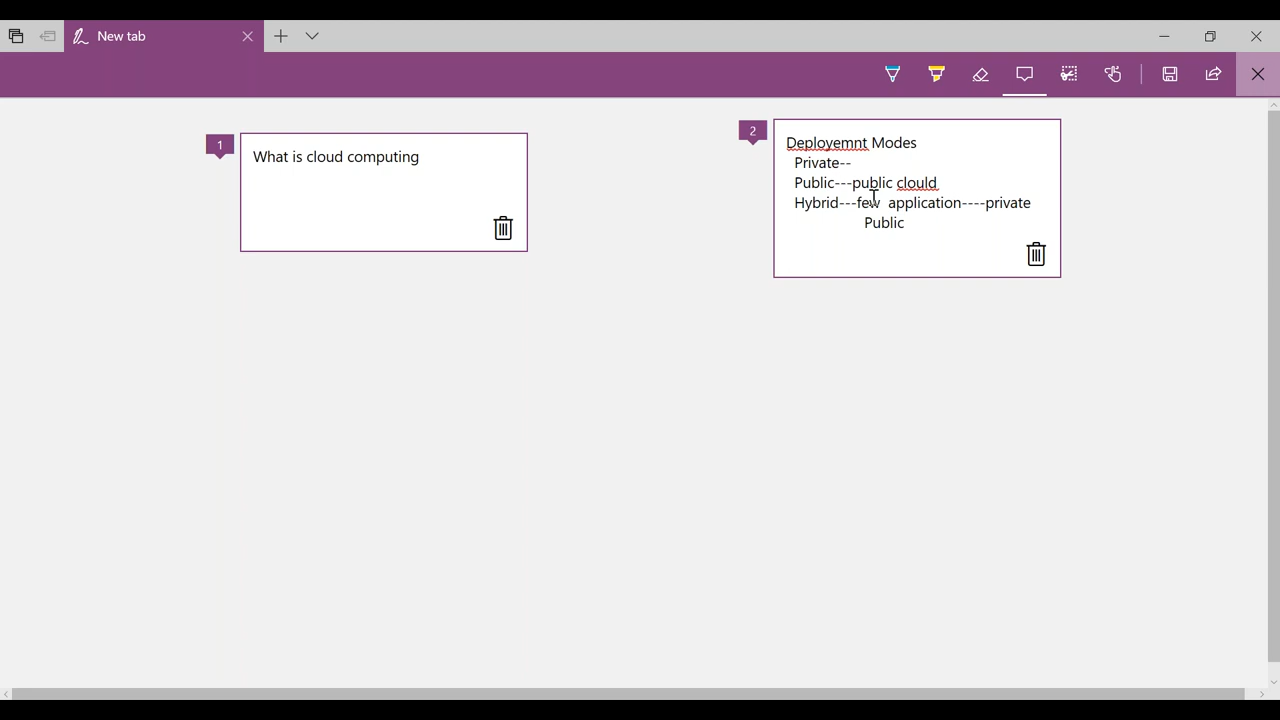 New tab
1
What is cloud computing
2
Deployemnt Modes
Private--
Public---public clould
Hybrid---few application----private
Public